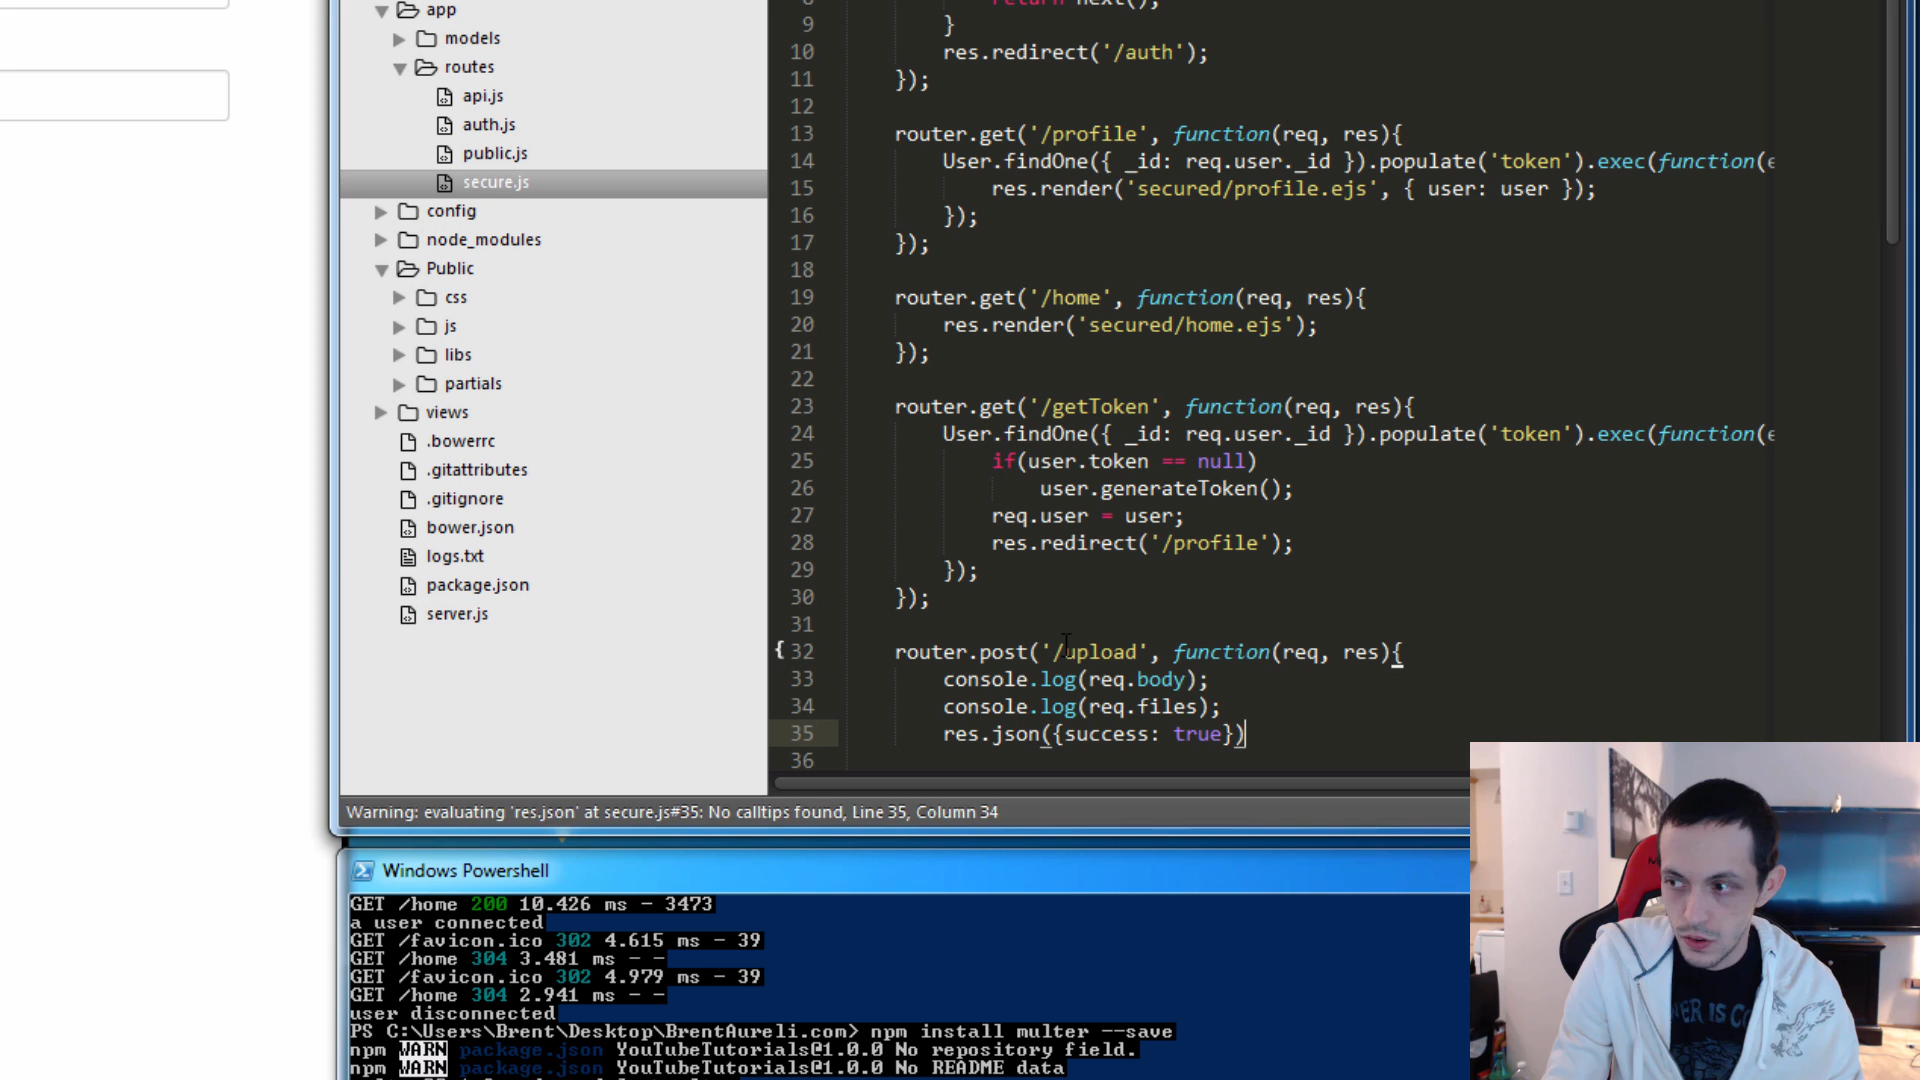 app
models
routes
api.js
auth.js
public.js
secure.js
config
node_modules
Public
css
js
libs
partials
views
.bowerrc
.gitattributes
.gitignore
bower.json
logs.txt
package.json
server.js
9 }
10 res.redirect('/auth');
11 });
12
13 router.get('/profile', function(req, res){
14 User.findOne({ _id: req.user._id }).populate('token').exec(function(e
15 res.render('secured/profile.ejs', { user: user });
16 });
17 });
18
19 router.get('/home', function(req, res){
20 res.render('secured/home.ejs');
21 });
22
23 router.get('/getToken', function(req, res){
24 User.findOne({ _id: req.user._id }).populate('token').exec(function(e
25 if(user.token == null)
26 user.generateToken();
27 req.user = user;
28 res.redirect('/profile');
29 });
30 });
31
{ 32 router.post('/upload', function(req, res){
33 console.log(req.body);
34 console.log(req.files);
35 res.json({success: true})
36
Warning: evaluating 'res.json' at secure.js#35: No calltips found, Line 35, Column 34
Windows Powershell
GET /home 200 10.426 ms - 3473
a user connected
GET /favicon.ico 302 4.615 ms - 39
GET /home 304 3.481 ms - -
GET /favicon.ico 302 4.979 ms - 39
GET /home 304 2.941 ms - -
user disconnected
PS C:\Users\Brent\Desktop\BrentAureli.com> npm install multer --save
npm WARN package.json YouTubeTutorials@1.0.0 No repository field.
npm WARN package.json YouTubeTutorials@1.0.0 No README data